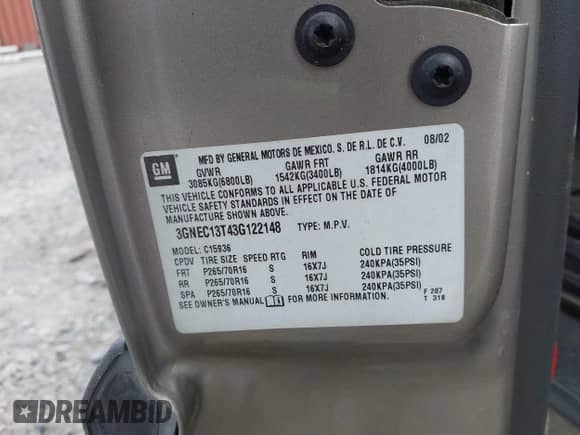 GM
MFD BY GENERAL MOTORS DE MEXICO. S. DE R.L. DE C.V. 08/02
GVWR GAWR FRT GAWR RR
3085KG(6800LB) 1542KG(3400LB) 1814KG(4000LB)
THIS VEHICLE CONFORMS TO ALL APPLICABLE U.S. FEDERAL MOTOR
VEHICLE SAFETY STANDARDS IN EFFECT ON THE DATE OF
MANUFACTURE SHOWN ABOVE.
3GNEC13T43G122148 TYPE: M.P.V.
MODEL: C15936
CPDV TIRE SIZE SPEED RTG RIM COLD TIRE PRESSURE
FRT P265/70R16 S 16X7J 240KPA(35PSI)
RR P265/70R16 S 16X7J 240KPA(35PSI)
SPA P265/70R16 S 16X7J 240KPA(35PSI)
SEE OWNER'S MANUAL FOR MORE INFORMATION.
F 207
T 318
DREAMBID